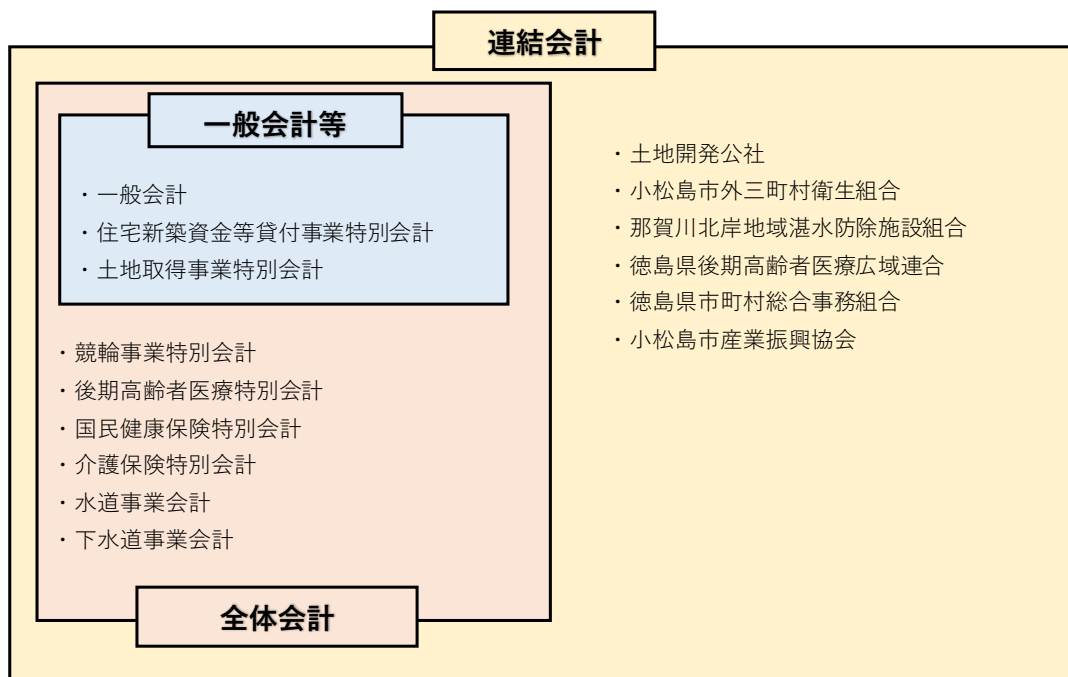 連結会計
一般会計等
・一般会計
・住宅新築資金等貸付事業特別会計
・土地取得事業特別会計
・競輪事業特別会計
・後期高齢者医療特別会計
・国民健康保険特別会計
・介護保険特別会計
・水道事業会計
・下水道事業会計
全体会計
・土地開発公社
・小松島市外三町村衛生組合
・那賀川北岸地域湛水防除施設組合
・徳島県後期高齢者医療広域連合
・徳島県市町村総合事務組合
・小松島市産業振興協会